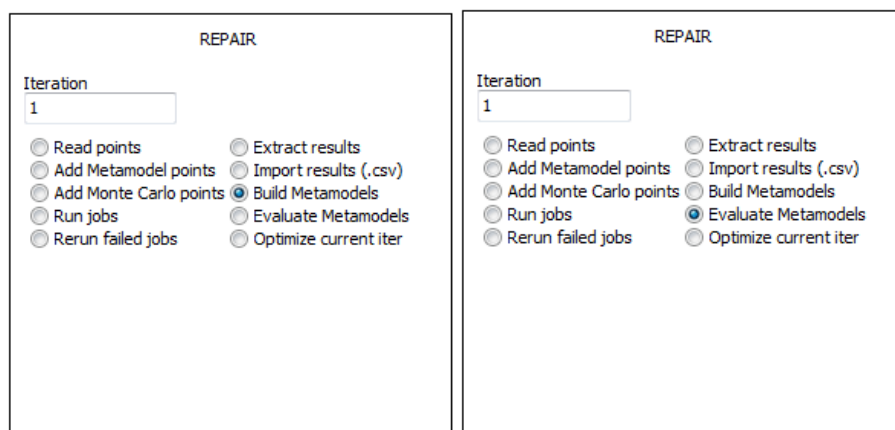 REPAIR
Iteration
1
Read points
Extract results
Add Metamodel points
Import results (.csv)
Add Monte Carlo points
Build Metamodels
Run jobs
Evaluate Metamodels
Rerun failed jobs
Optimize current iter
REPAIR
Iteration
1
Read points
Extract results
Add Metamodel points
Import results (.csv)
Add Monte Carlo points
Build Metamodels
Run jobs
Evaluate Metamodels
Rerun failed jobs
Optimize current iter